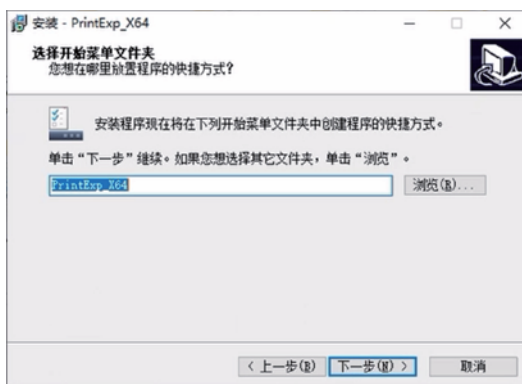 安装 - PrintExp_X64
选择开始菜单文件夹
您想在哪里放置程序的快捷方式?
安装程序现在将在下列开始菜单文件夹中创建程序的快捷方式。
单击“下一步”继续。如果您想选择其它文件夹，单击“浏览”。
PrintExp_X64
浏览(R)...
< 上一步(B)
下一步(N) >
取消